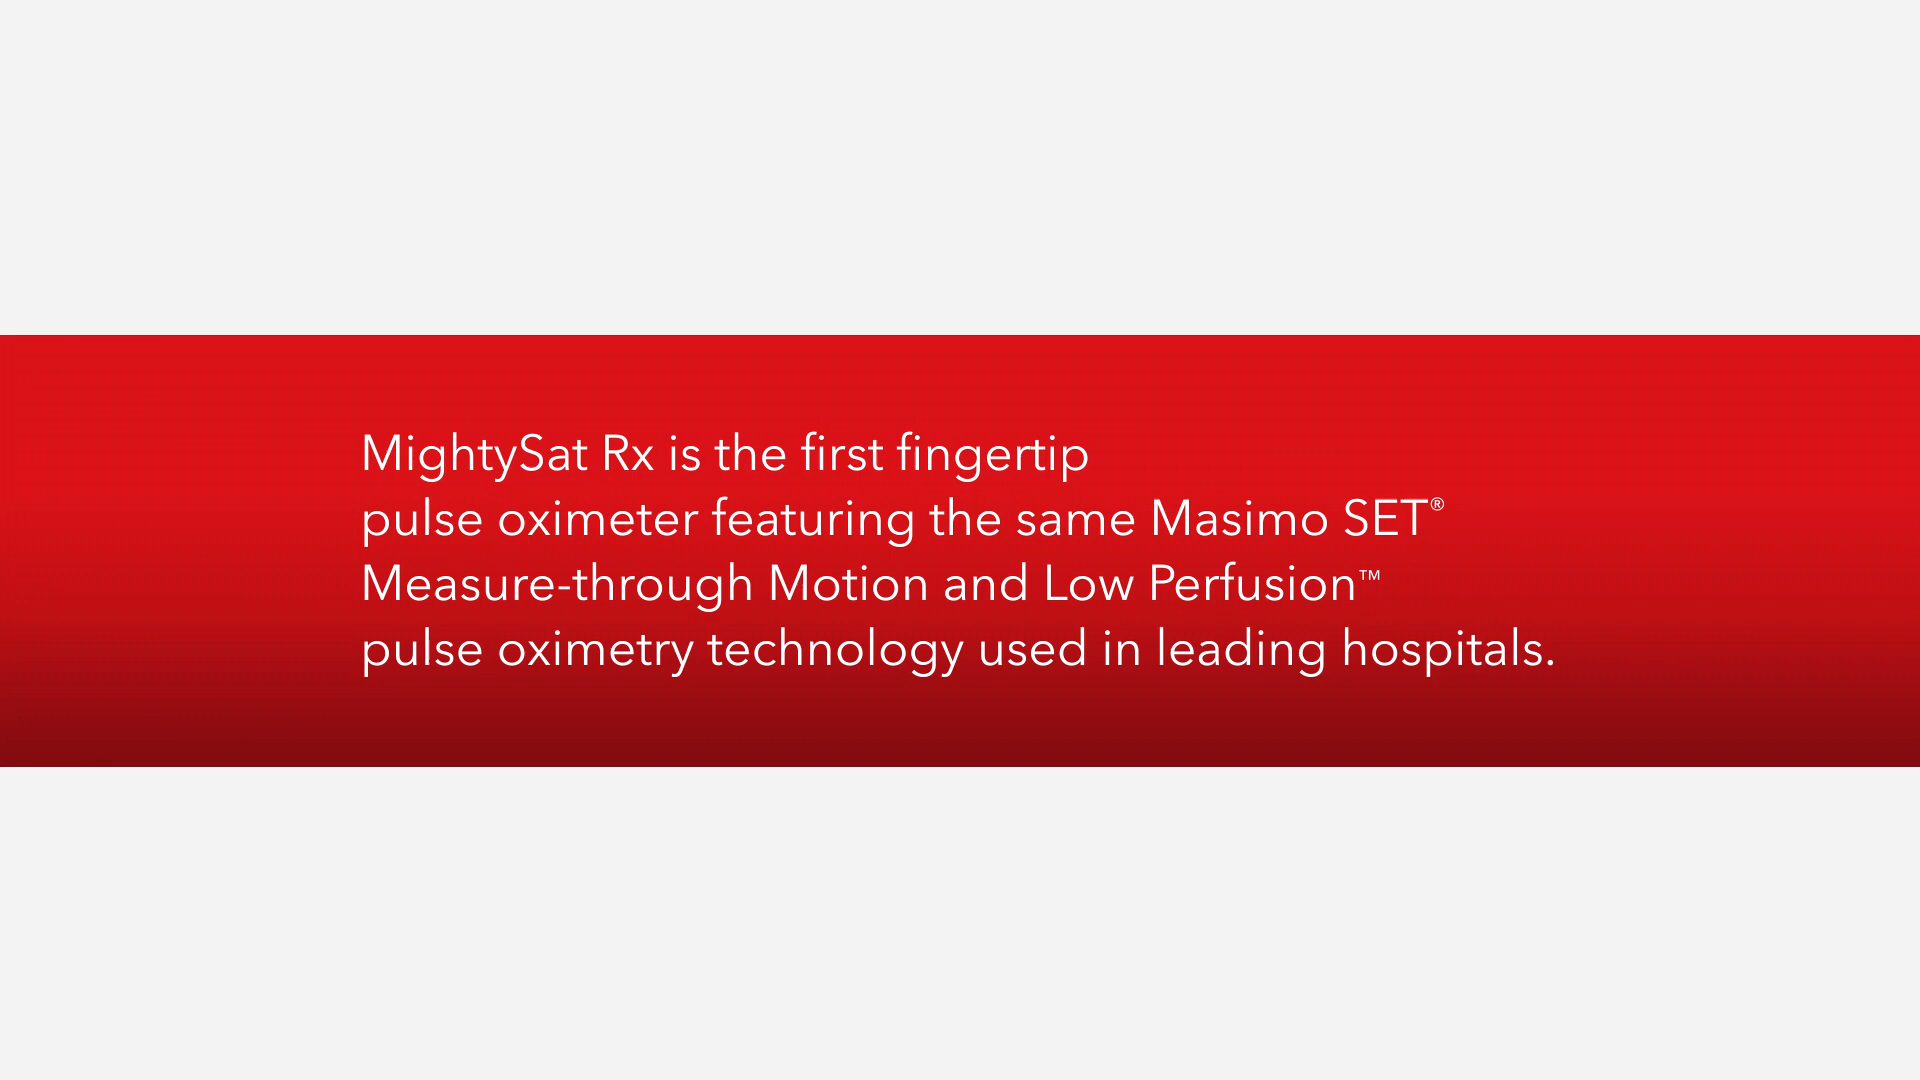 MightySat Rx is the first fingertip
pulse oximeter featuring the same Masimo SET®
Measure-through Motion and Low Perfusion™
pulse oximetry technology used in leading hospitals.